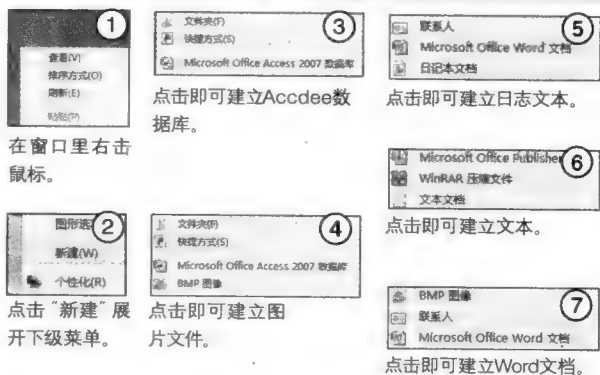 ①
查看(V)
排序方式(O)
刷新(E)
粘贴(P)
在窗口里右击
鼠标。
②
图形选
新建(W)
个性化(R)
点击“新建”展
开下级菜单。
③
文件夹(F)
快捷方式(S)
Microsoft Office Access 2007 数据库
点击即可建立Accdee数
据库。
④
文件夹(F)
快捷方式(S)
Microsoft Office Access 2007 数据库
BMP 图像
点击即可建立图
片文件。
⑤
联系人
Microsoft Office Word 文档
日记本文档
点击即可建立日志文本。
⑥
Microsoft Office Publisher
WinRAR 压缩文件
文本文档
点击即可建立文本。
⑦
BMP 图像
联系人
Microsoft Office Word 文档
点击即可建立Word文档。